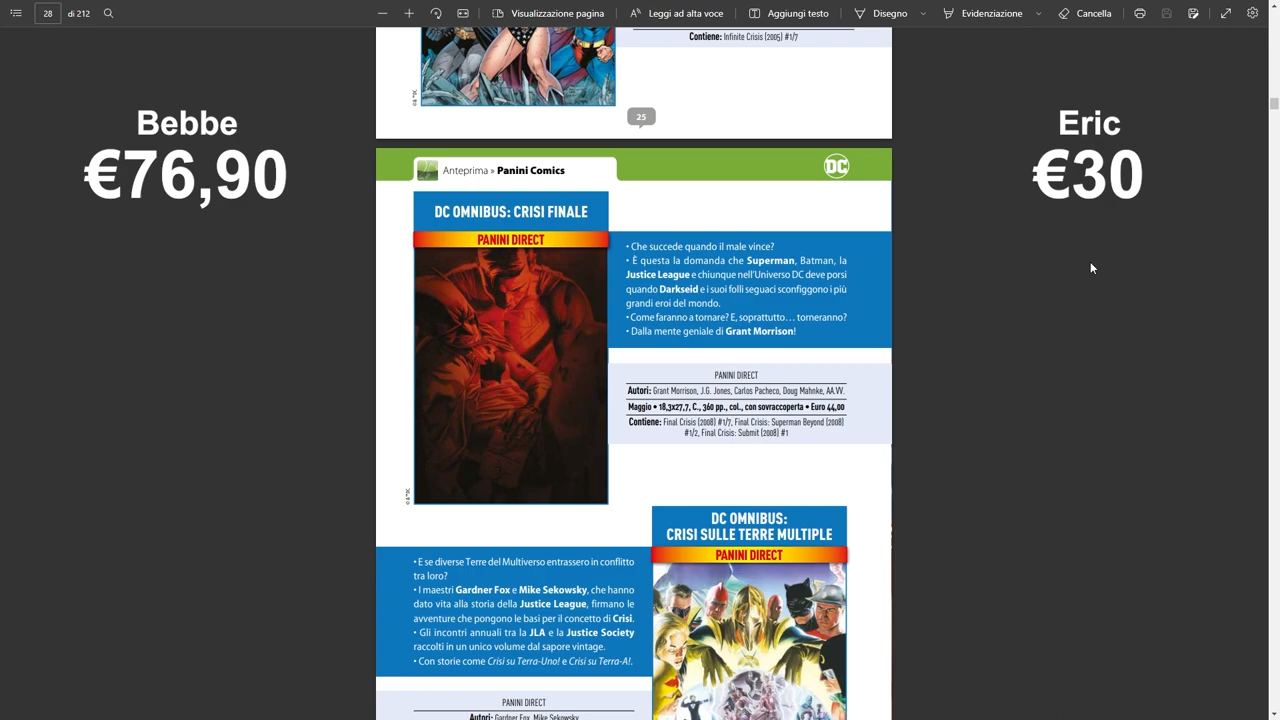 28
di 212
Adatta alla larghezza di pagina
Aggiungi ad alta voce
Disegno
Evidenziazione
Cancella
Bebbe
€76,90
Eric
€30
Contiene: Infinite Crisis (2005) #1/7
25
Anteprima » Panini Comics
DC
DC OMNIBUS: CRISI FINALE
PANINI DIRECT
• Che succede quando il male vince?
• È questa la domanda che Superman, Batman, la
Justice League e chiunque nell'Universo DC deve porsi
quando Darkseid e i suoi folli seguaci sconfiggono i più
grandi eroi del mondo.
• Come faranno a tornare? E, soprattutto… torneranno?
• Dalla mente geniale di Grant Morrison!
PANINI DIRECT
Autori: Grant Morrison, J.G. Jones, Carlos Pacheco, Doug Mahnke, AA.VV.
Maggio • 18,3x27,7, C., 360 pp., col., con sovraccoperta • Euro 44,00
Contiene: Final Crisis (2008) #1/7, Final Crisis: Superman Beyond (2008)
#1/2, Final Crisis: Submit (2008) #1
DC OMNIBUS:
CRISI SULLE TERRE MULTIPLE
PANINI DIRECT
• E se diverse Terre del Multiverso entrassero in conflitto
tra loro?
• I maestri Gardner Fox e Mike Sekowsky, che hanno
dato vita alla storia della Justice League, firmano le
avventure che pongono le basi per il concetto di Crisi.
• Gli incontri annuali tra la JLA e la Justice Society
raccolti in un unico volume dal sapore vintage.
• Con storie come Crisi su Terra-Uno! e Crisi su Terra-A!.
PANINI DIRECT
Autori: Gardner Fox, Mike Sekowsky